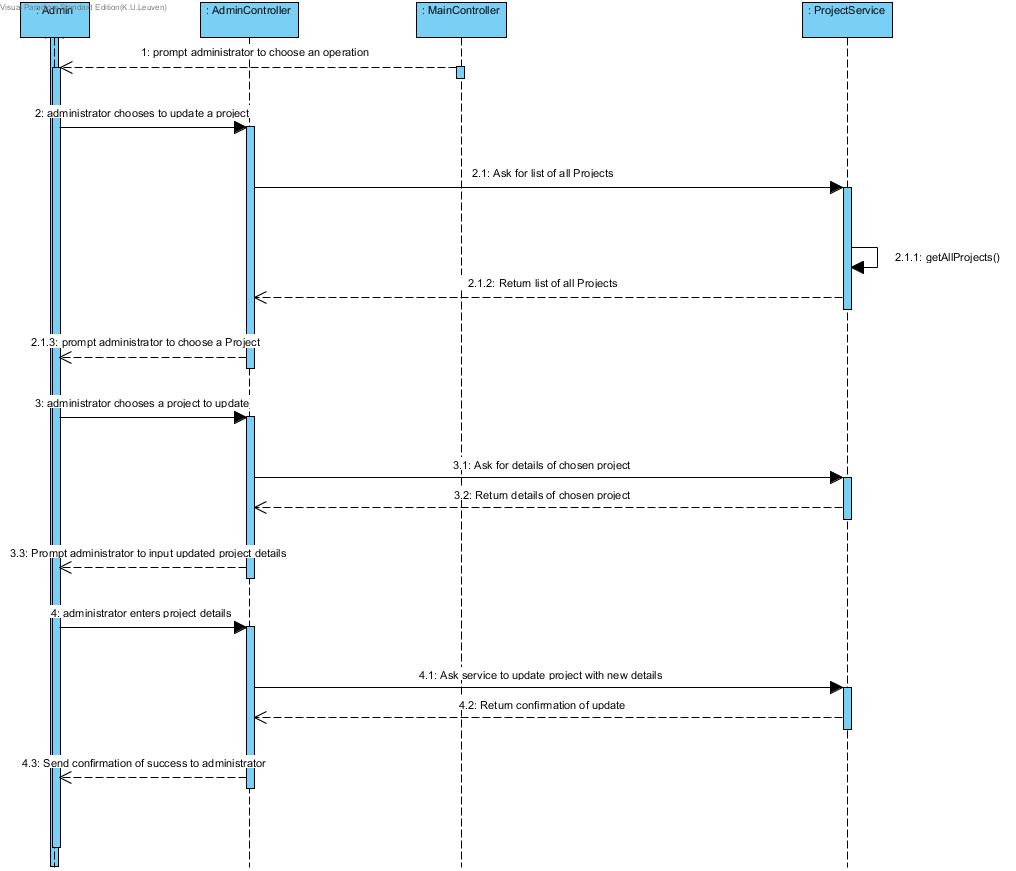 Visual Paradigm Standard Edition(K.U.Leuven)
: Admin
: AdminController
: MainController
: ProjectService
1: prompt administrator to choose an operation
2: administrator chooses to update a project
2.1: Ask for list of all Projects
2.1.1: getAllProjects()
2.1.2: Return list of all Projects
2.1.3: prompt administrator to choose a Project
3: administrator chooses a project to update
3.1: Ask for details of chosen project
3.2: Return details of chosen project
3.3: Prompt administrator to input updated project details
4: administrator enters project details
4.1: Ask service to update project with new details
4.2: Return confirmation of update
4.3: Send confirmation of success to administrator